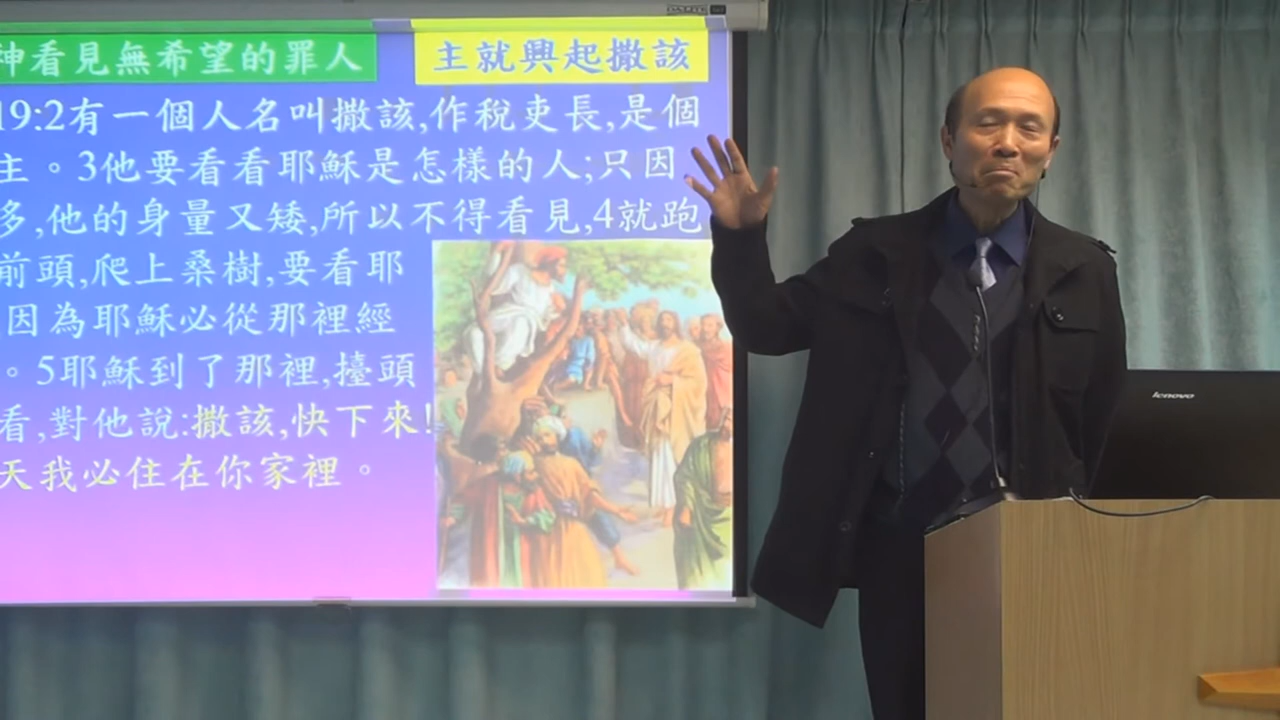 神看見無希望的罪人
主就興起撒該
19:2有一個人名叫撒該,作稅吏長,是個
主。3他要看看耶穌是怎樣的人;只因
多,他的身量又矮,所以不得看見,4就跑
前頭,爬上桑樹,要看耶
因為耶穌必從那裡經
。5耶穌到了那裡,擡頭
看,對他說:撒該,快下來!
天我必住在你家裡。
lenovo